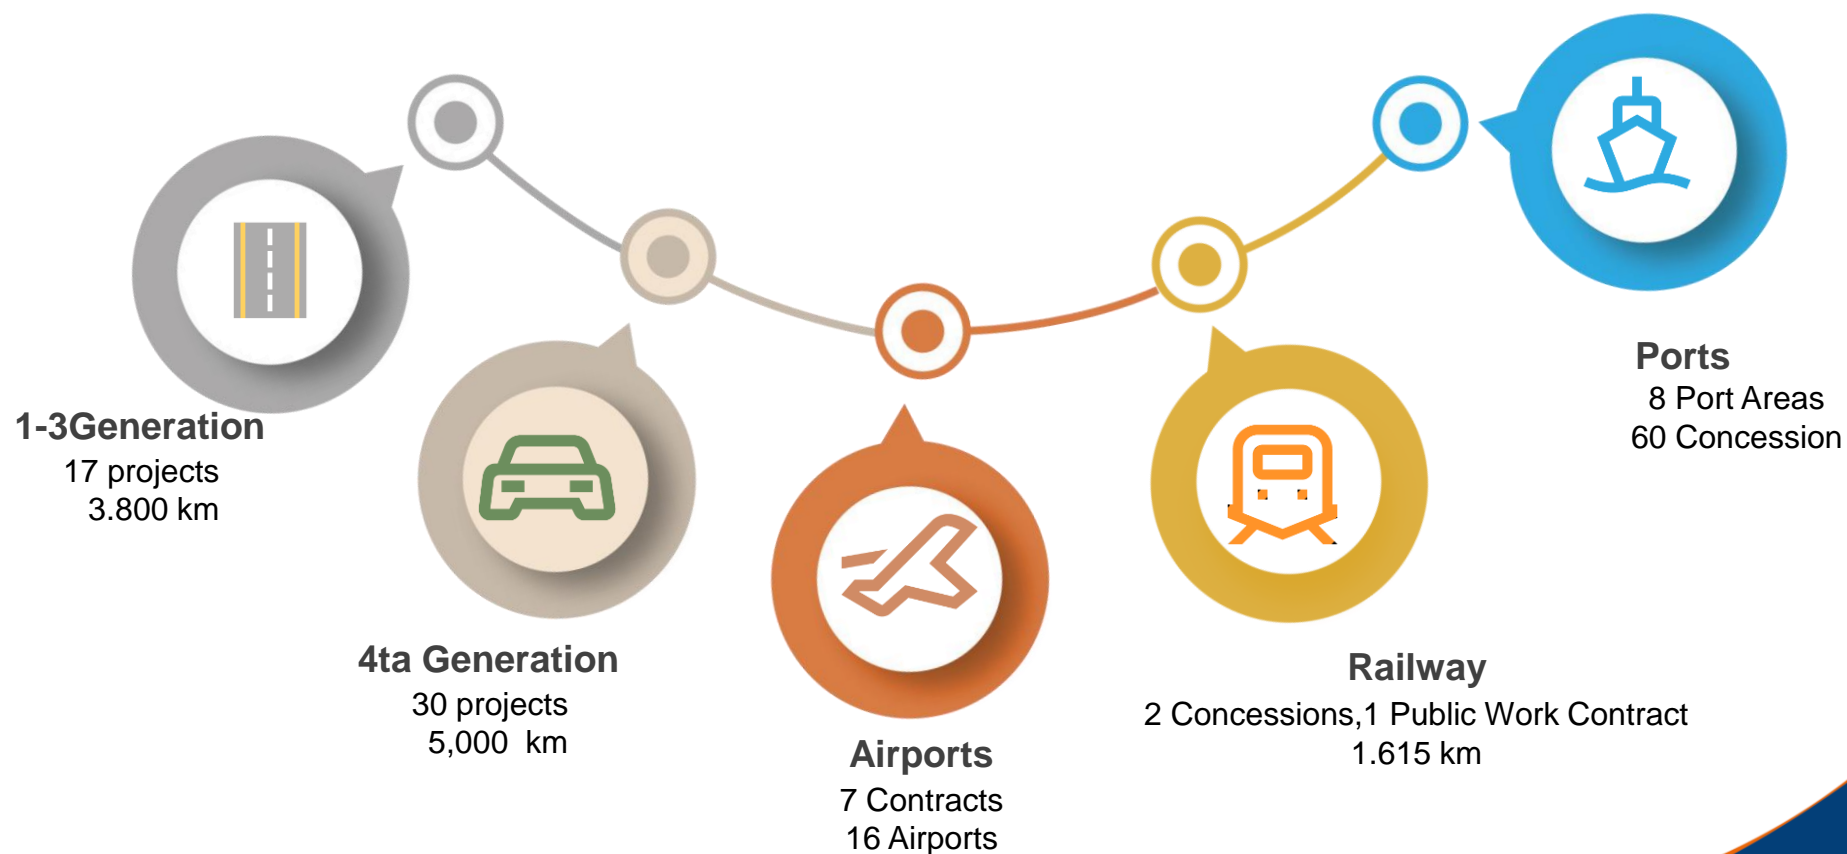 1-3Generation
17 projects
3.800 km
4ta Generation
30 projects
5,000 km
Airports
7 Contracts
16 Airports
Railway
2 Concessions,1 Public Work Contract
1.615 km
Ports
8 Port Areas
60 Concession